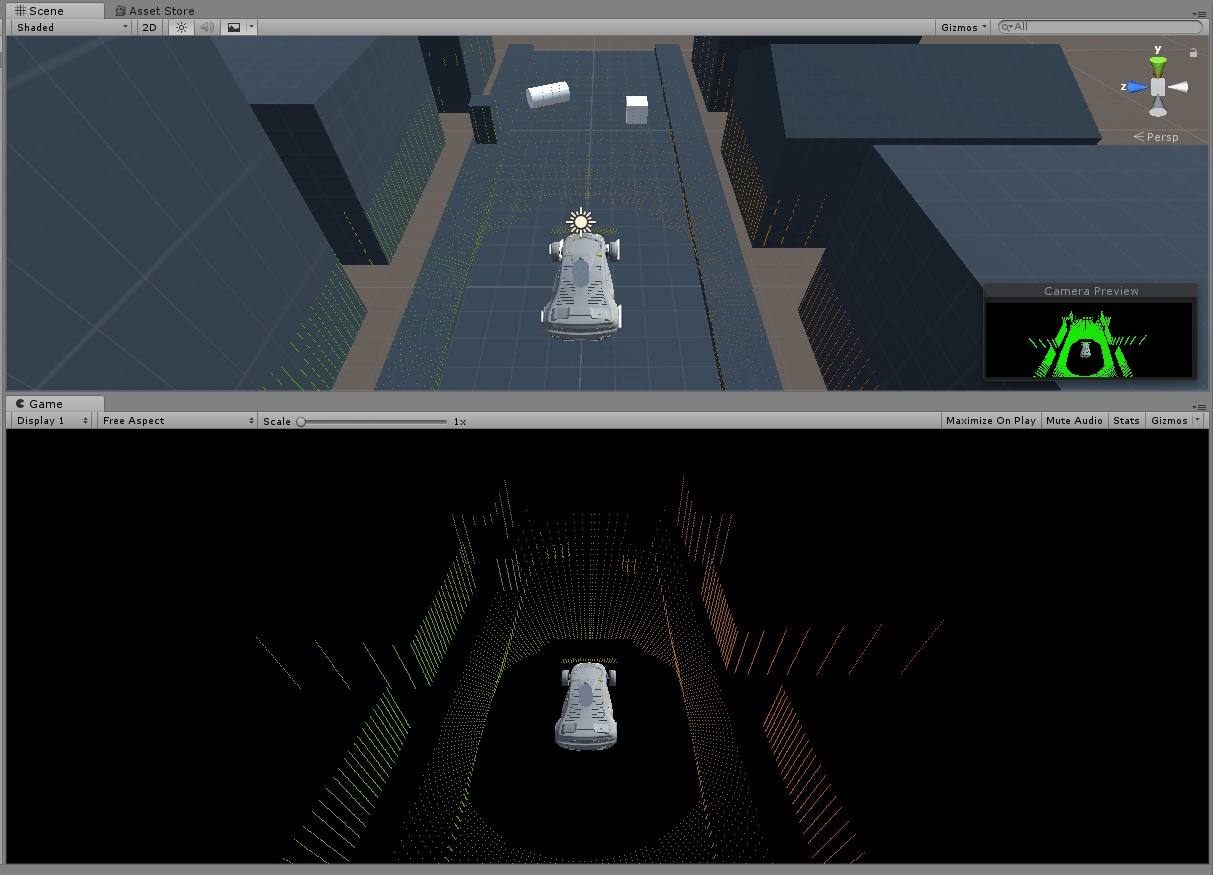 Scene Asset Store
Shaded 2D Gizmos All
y
z
Persp
Camera Preview
Game
Display 1 Free Aspect Scale 1x Maximize On Play Mute Audio Stats Gizmos